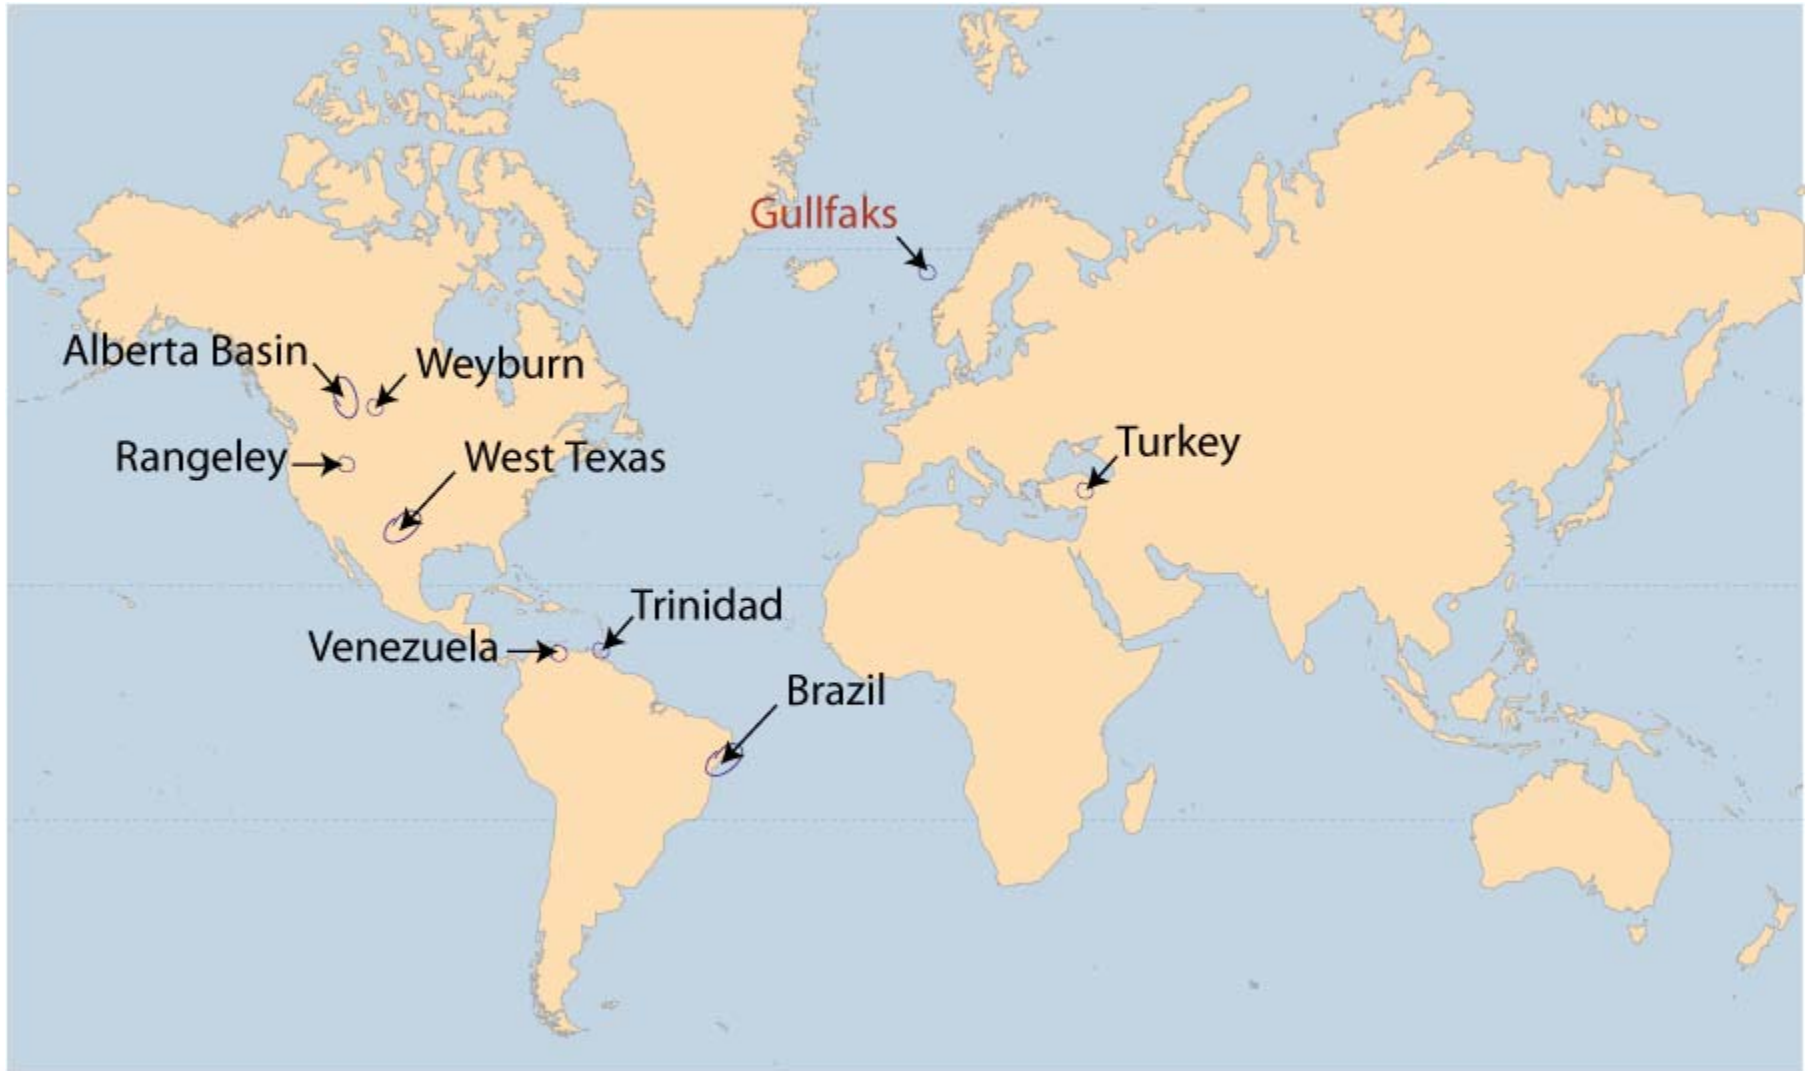 Gullfaks
Alberta Basin
Weyburn
Rangeley
West Texas
Turkey
Trinidad
Venezuela
Brazil